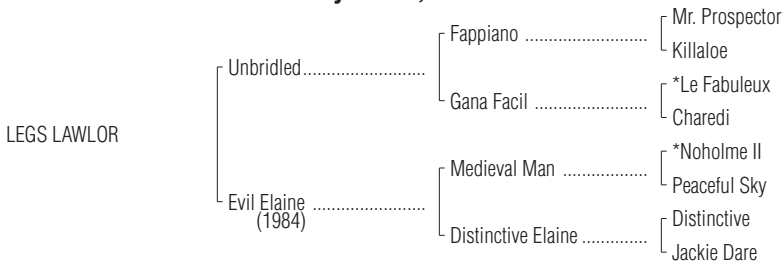 LEGS LAWLOR
Unbridled..........................
Evil Elaine ........................
(1984)
Fappiano ..........................
Gana Facil ........................
Medieval Man ..................
Distinctive Elaine ..............
Mr. Prospector
Killaloe
*Le Fabuleux
Charedi
*Noholme II
Peaceful Sky
Distinctive
Jackie Dare